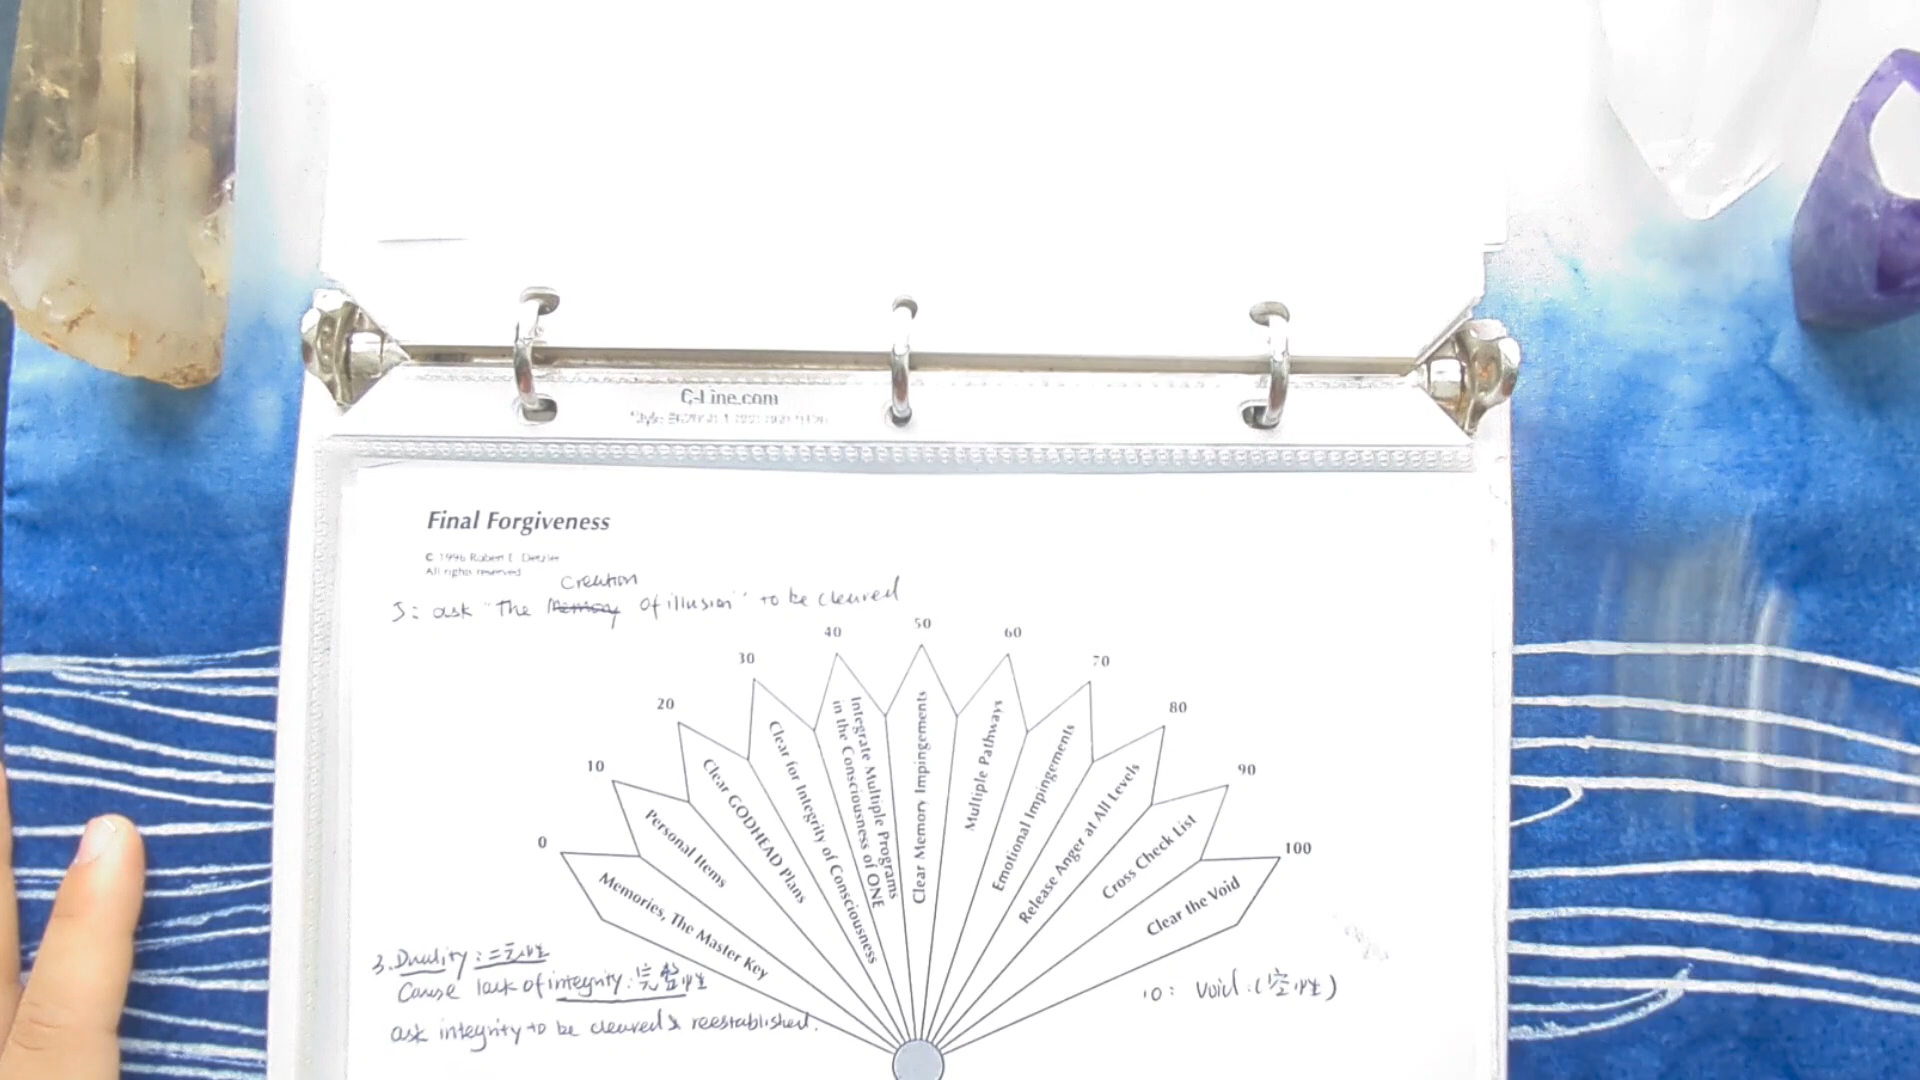 C-Line.com
Final Forgiveness
© 1996 Robert E. Detzler
All rights reserved
Creation
5: ask "The Memory Of illusion" to be cleared
0
10
20
30
40
50
60
70
80
90
100
Memories, The Master Key
Personal Items
Clear GODHEAD Plans
Clear for Integrity of Consciousness
Integrate Multiple Programs
in the Consciousness of ONE
Clear Memory Impingements
Multiple Pathways
Emotional Impingements
Release Anger at All Levels
Cross Check List
Clear the Void
3. Duality: 二元性
Cause lack of integrity: 完整性
ask integrity to be cleared & reestablished.
10: Void: (空性)